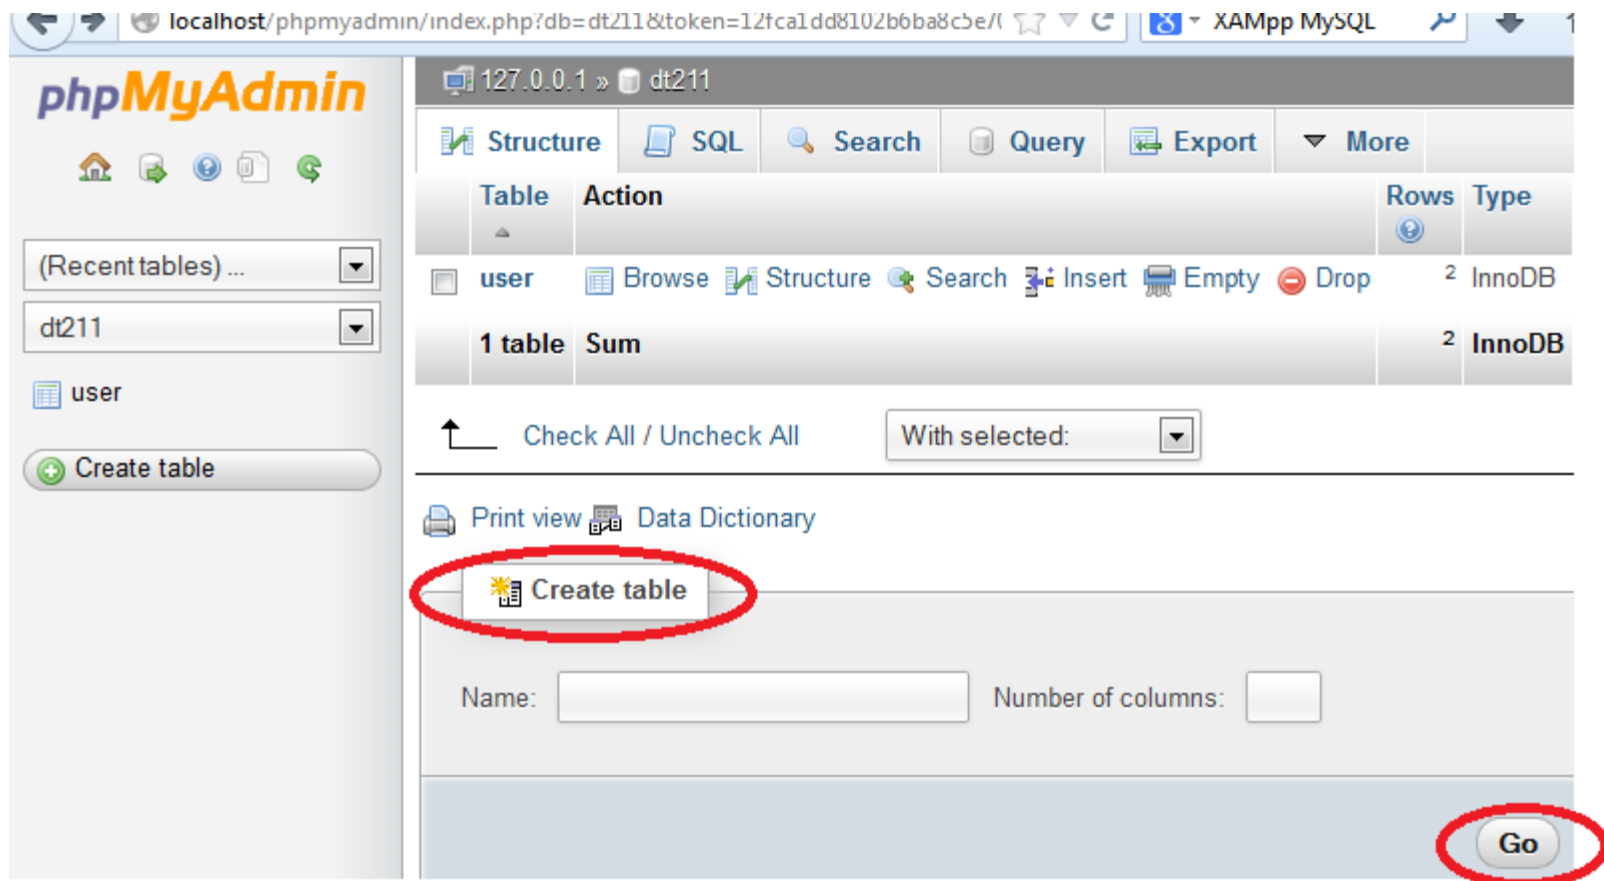 localhost/phpmyadmin/index.php?db=dt211&token=12fca1dd8102b6ba8c5e7(
XAMpp MySQL
phpMyAdmin
127.0.0.1 » dt211
Structure SQL Search Query Export More
Table Action Rows Type
(Recent tables) ...
user Browse Structure Search Insert Empty Drop 2 InnoDB
dt211
1 table Sum 2 InnoDB
user
Check All / Uncheck All With selected:
Create table
Print view Data Dictionary
Create table
Name: Number of columns:
Go